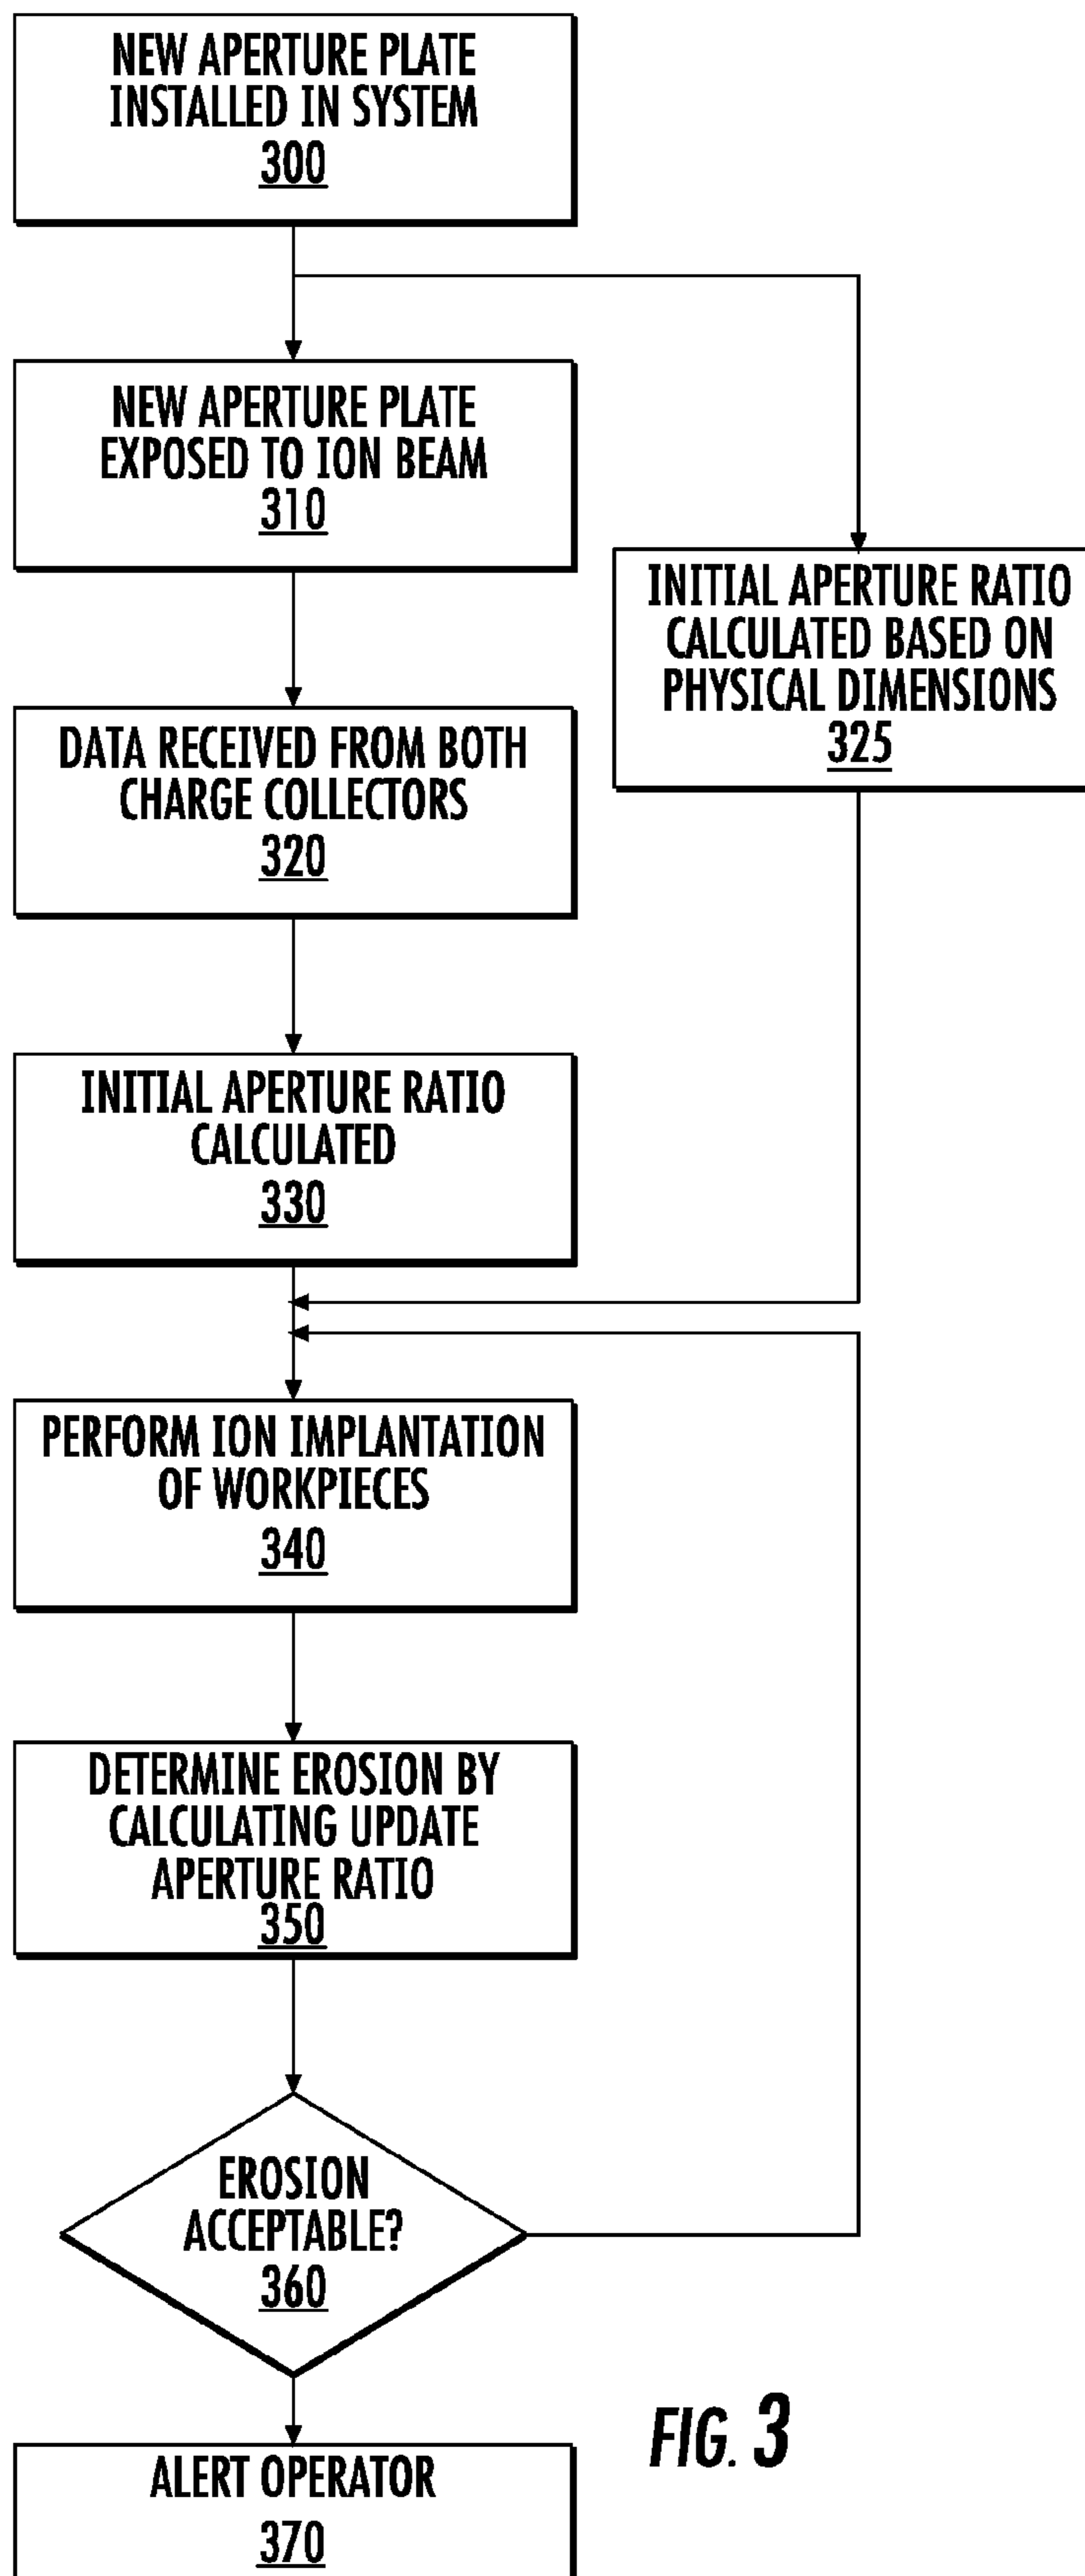 NEW APERTURE PLATE
INSTALLED IN SYSTEM
300
NEW APERTURE PLATE
EXPOSED TO ION BEAM
310
INITIAL APERTURE RATIO
CALCULATED BASED ON
PHYSICAL DIMENSIONS
325
DATA RECEIVED FROM BOTH
CHARGE COLLECTORS
320
INITIAL APERTURE RATIO
CALCULATED
330
PERFORM ION IMPLANTATION
OF WORKPIECES
340
DETERMINE EROSION BY
CALCULATING UPDATE
APERTURE RATIO
350
EROSION
ACCEPTABLE?
360
ALERT OPERATOR
370
FIG. 3